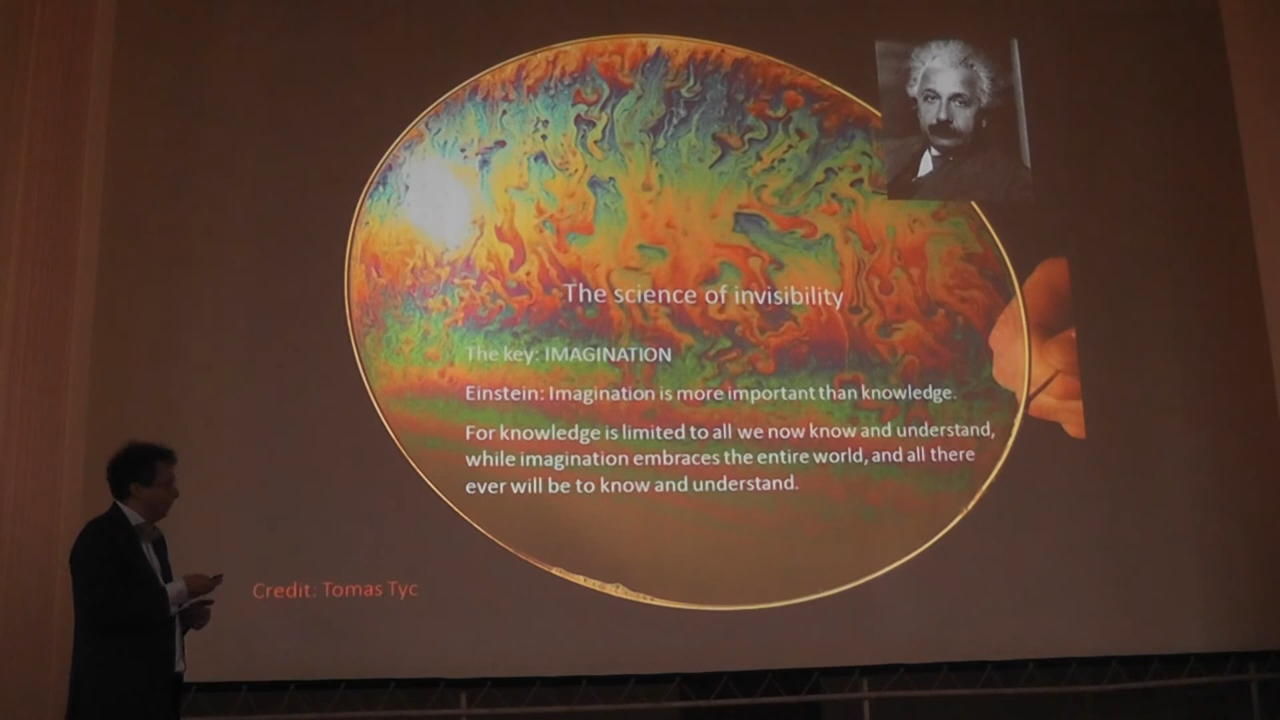 The science of invisibility
The key: IMAGINATION
Einstein: Imagination is more important than knowledge.
For knowledge is limited to all we now know and understand,
while imagination embraces the entire world, and all there
ever will be to know and understand.
Credit: Tomas Tyc